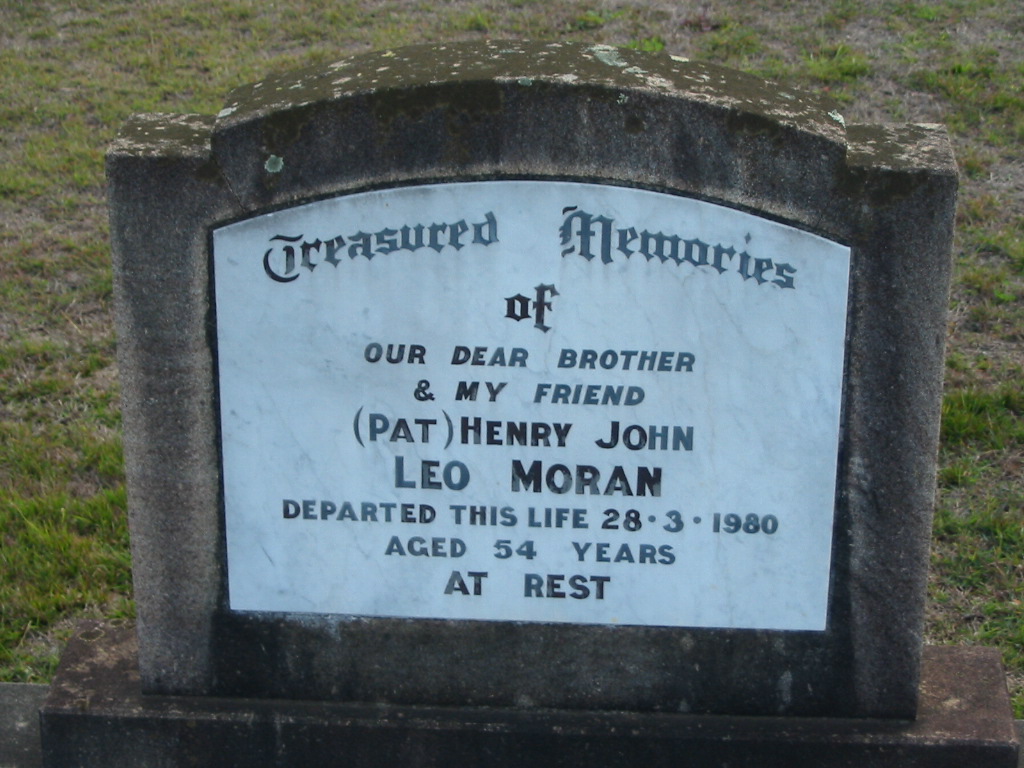 Treasured Memories
of
OUR DEAR BROTHER
& MY FRIEND
(PAT) HENRY JOHN
LEO MORAN
DEPARTED THIS LIFE 28·3·1980
AGED 54 YEARS
AT REST